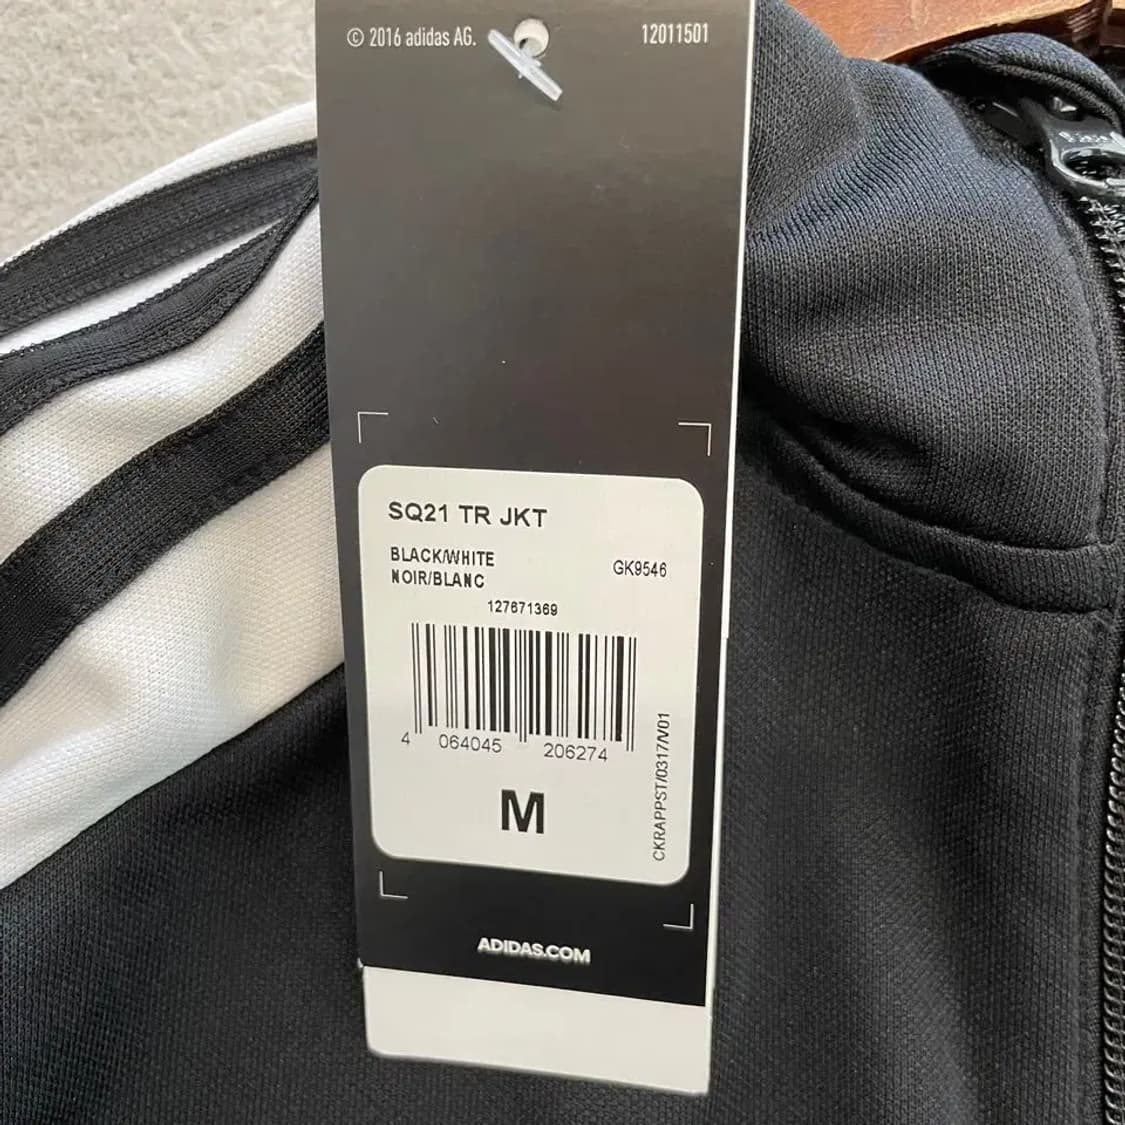 © 2016 adidas AG.
12011501
SQ21 TR JKT
BLACK/WHITE
NOIR/BLANC
GK9546
127671369
4 064045 206274
M
CKRAPPST/0317/V01
ADIDAS.COM